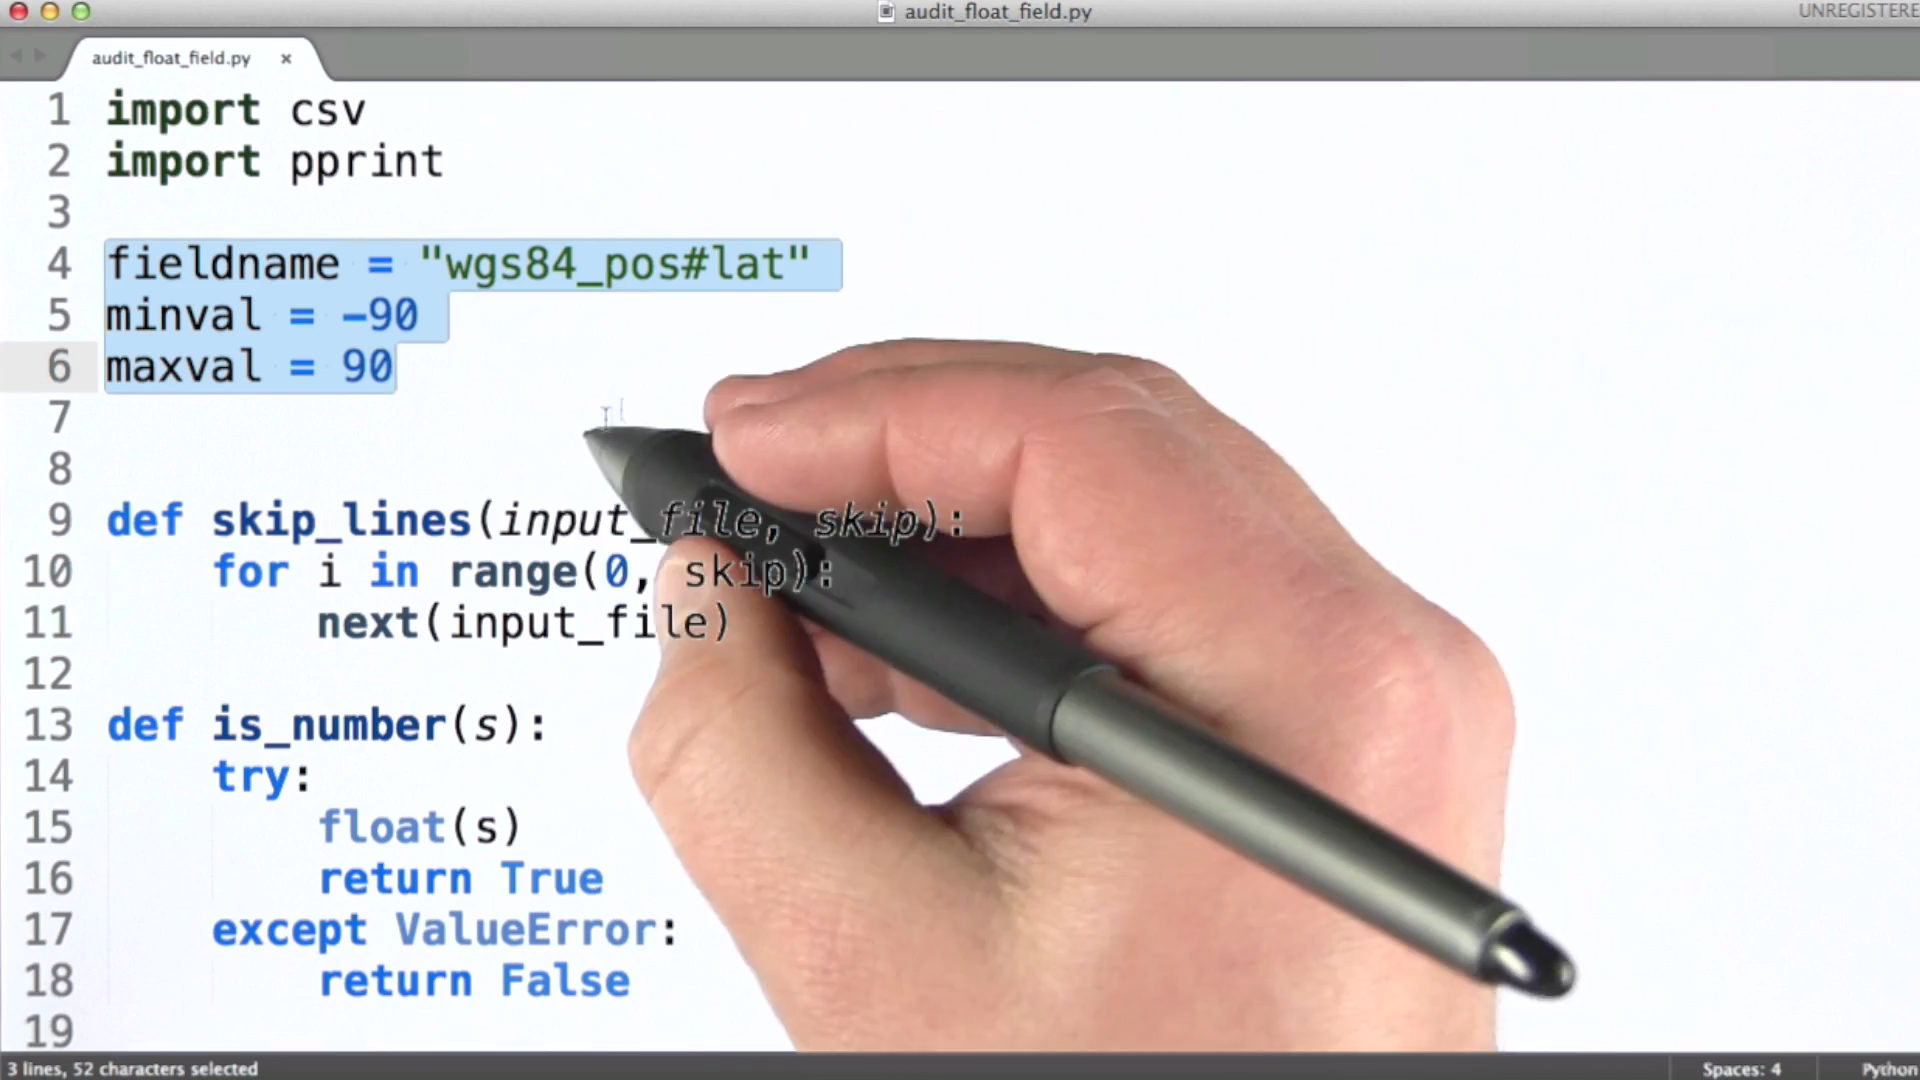 audit_float_field.py
UNREGISTERE
audit_float_field.py ×
1 import csv
2 import pprint
3
4 fieldname = "wgs84_pos#lat"
5 minval = -90
6 maxval = 90
7
8
9 def skip_lines(input_file, skip):
10 for i in range(0, skip):
11 next(input_file)
12
13 def is_number(s):
14 try:
15 float(s)
16 return True
17 except ValueError:
18 return False
19
3 lines, 52 characters selected
Spaces: 4
Python